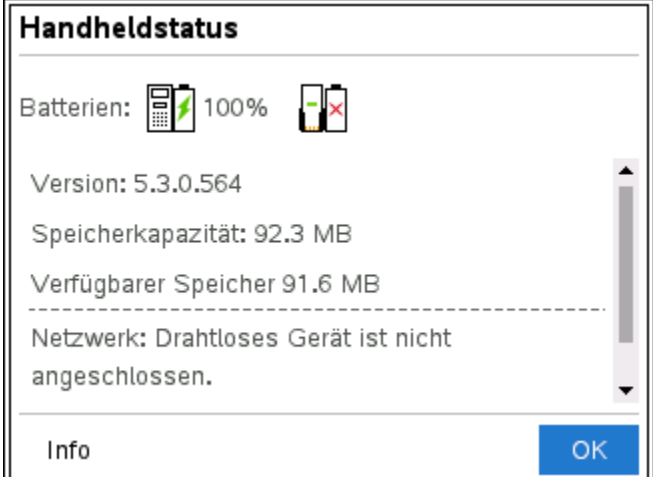 Handheldstatus
Batterien: 100%
Version: 5.3.0.564
Speicherkapazität: 92.3 MB
Verfügbarer Speicher 91.6 MB
Netzwerk: Drahtloses Gerät ist nicht
angeschlossen.
Info OK